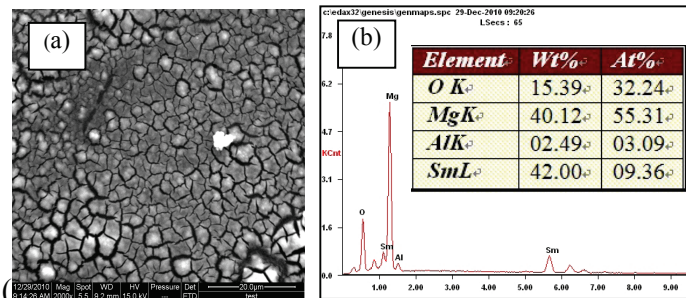 (a)
12/29/2010 Mag Spot WD HV Pressure Det 20.0µm
9:14:26 AM 2000x 5.5 9.2 mm 15.0 kV --- ETD test
(
c:\edax32\genesis\genmaps.spc 29-Dec-2010 09:20:26
LSecs : 65
(b)
7.8
6.2
4.7
KCnt
3.1
1.6
0.0
O
Sm
Mg
Al
Sm
1.00 2.00 3.00 4.00 5.00 6.00 7.00 8.00 9.00
Element Wt% At%
O K 15.39 32.24
MgK 40.12 55.31
AlK 02.49 03.09
SmL 42.00 09.36